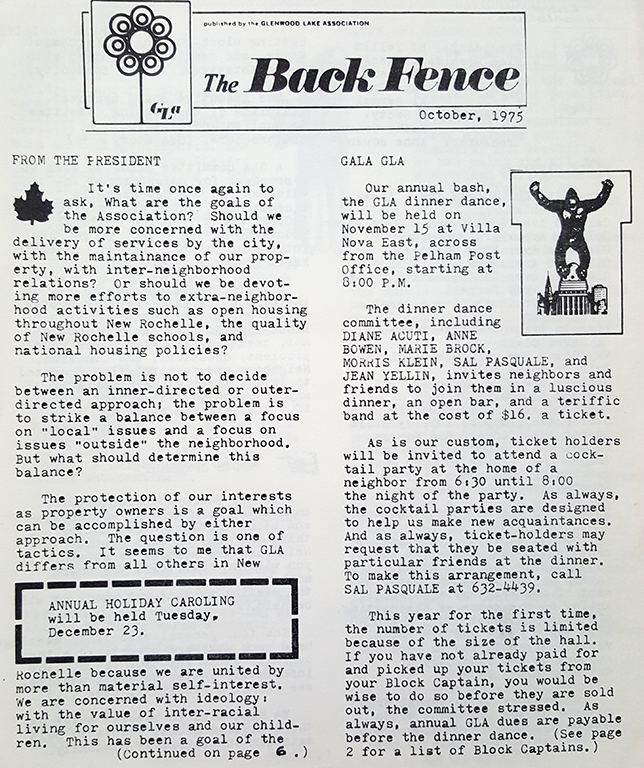 published by the GLENWOOD LAKE ASSOCIATION
The Back Fence
GLa
October, 1975
FROM THE PRESIDENT
It's time once again to
ask, What are the goals of
the Association? Should we
be more concerned with the
delivery of services by the city,
with the maintainance of our prop-
erty, with inter-neighborhood
relations? Or should we be devot-
ing more efforts to extra-neighbor-
hood activities such as open housing
throughout New Rochelle, the quality
of New Rochelle schools, and
national housing policies?
The problem is not to decide
between an inner-directed or outer-
directed approach; the problem is
to strike a balance between a focus
on "local" issues and a focus on
issues "outside" the neighborhood.
But what should determine this
balance?
The protection of our interests
as property owners is a goal which
can be accomplished by either
approach. The question is one of
tactics. It seems to me that GLA
differs from all others in New
ANNUAL HOLIDAY CAROLING
will be held Tuesday,
December 23.
Rochelle because we are united by
more than material self-interest.
We are concerned with ideology:
with the value of inter-racial
living for ourselves and our child-
ren. This has been a goal of the
(Continued on page 6.)
GALA GLA
Our annual bash,
the GLA dinner dance,
will be held on
November 15 at Villa
Nova East, across
from the Pelham Post
Office, starting at
8:00 P.M.
The dinner dance
committee, including
DIANE ACUTI, ANNE
BOWEN, MARIE BROCK,
MORRIS KLEIN, SAL PASQUALE, and
JEAN YELLIN, invites neighbors and
friends to join them in a luscious
dinner, an open bar, and a teriffic
band at the cost of $16. a ticket.
As is our custom, ticket holders
will be invited to attend a cock-
tail party at the home of a
neighbor from 6:30 until 8:00
the night of the party. As always,
the cocktail parties are designed
to help us make new acquaintances.
And as always, ticket-holders may
request that they be seated with
particular friends at the dinner.
To make this arrangement, call
SAL PASQUALE at 632-4439.
This year for the first time,
the number of tickets is limited
because of the size of the hall.
If you have not already paid for
and picked up your tickets from
your Block Captain, you would be
wise to do so before they are sold
out, the committee stressed. As
always, annual GLA dues are payable
before the dinner dance. (See page
2 for a list of Block Captains.)